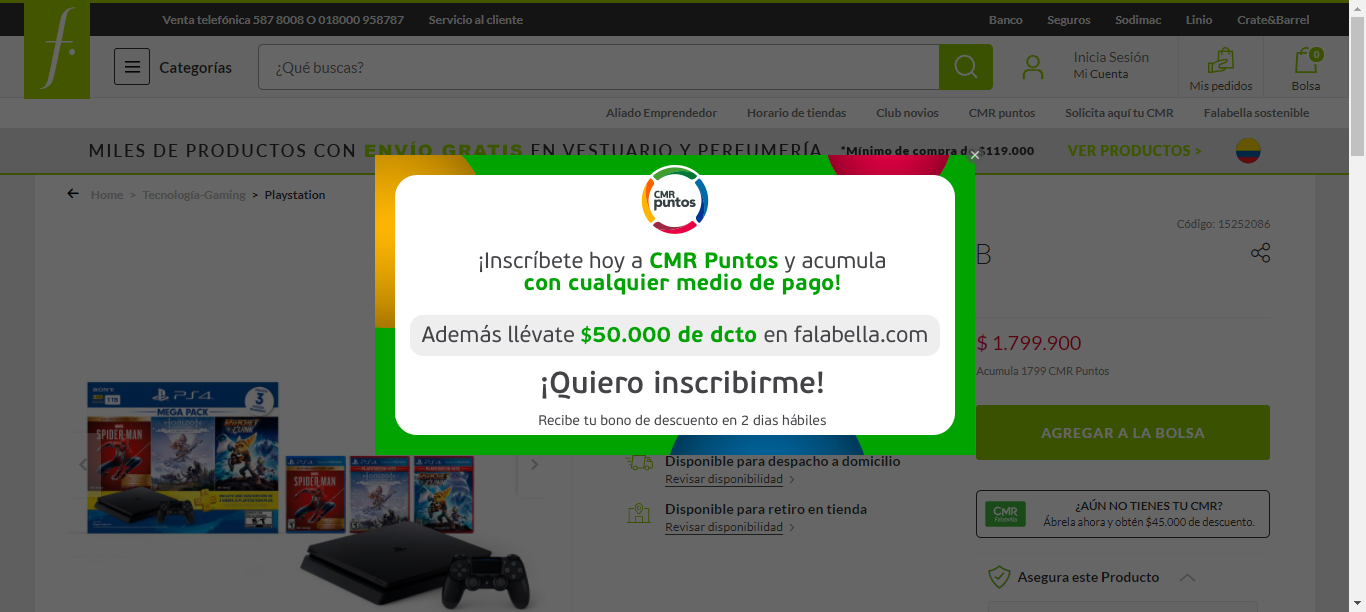 Venta telefónica 587 8008 O 018000 958787 Servicio al cliente Banco Seguros Sodimac Linio Crate&Barrel
f.
Categorías ¿Qué buscas? Inicia Sesión
Mi Cuenta
Mis pedidos
0
Bolsa
Aliado Emprendedor Horario de tiendas Club novios CMR puntos Solicita aquí tu CMR Falabella sostenible
MILES DE PRODUCTOS CON ENVÍO GRATIS EN VESTUARIO Y PERFUMERÍA *Mínimo de compra de $119.000 VER PRODUCTOS >
×
Home > Tecnología-Gaming > Playstation
CMR
puntos
¡Inscríbete hoy a CMR Puntos y acumula
con cualquier medio de pago!
Además llévate $50.000 de dcto en falabella.com
¡Quiero inscribirme!
Recibe tu bono de descuento en 2 dias hábiles
Código: 15252086
B
$ 1.799.900
Acumula 1799 CMR Puntos
AGREGAR A LA BOLSA
SONY
1TB
PS4
MEGA PACK
3
SPIDER-MAN
HORIZON
RATCHET CLANK
SPIDER-MAN
Disponible para despacho a domicilio
Revisar disponibilidad >
Disponible para retiro en tienda
Revisar disponibilidad >
CMR
Falabella
¿AÚN NO TIENES TU CMR?
Ábrela ahora y obtén $45.000 de descuento.
Asegura este Producto